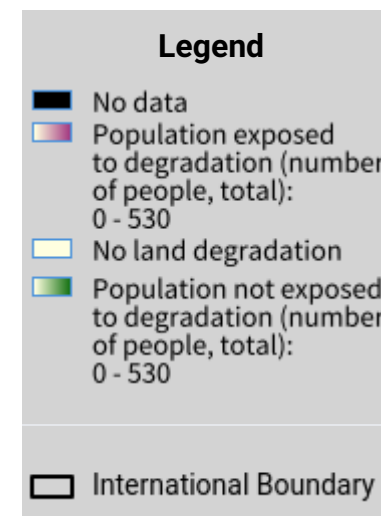 Legend
No data
Population exposed
to degradation (number
of people, total):
0 - 530
No land degradation
Population not exposed
to degradation (number
of people, total):
0 - 530
International Boundary